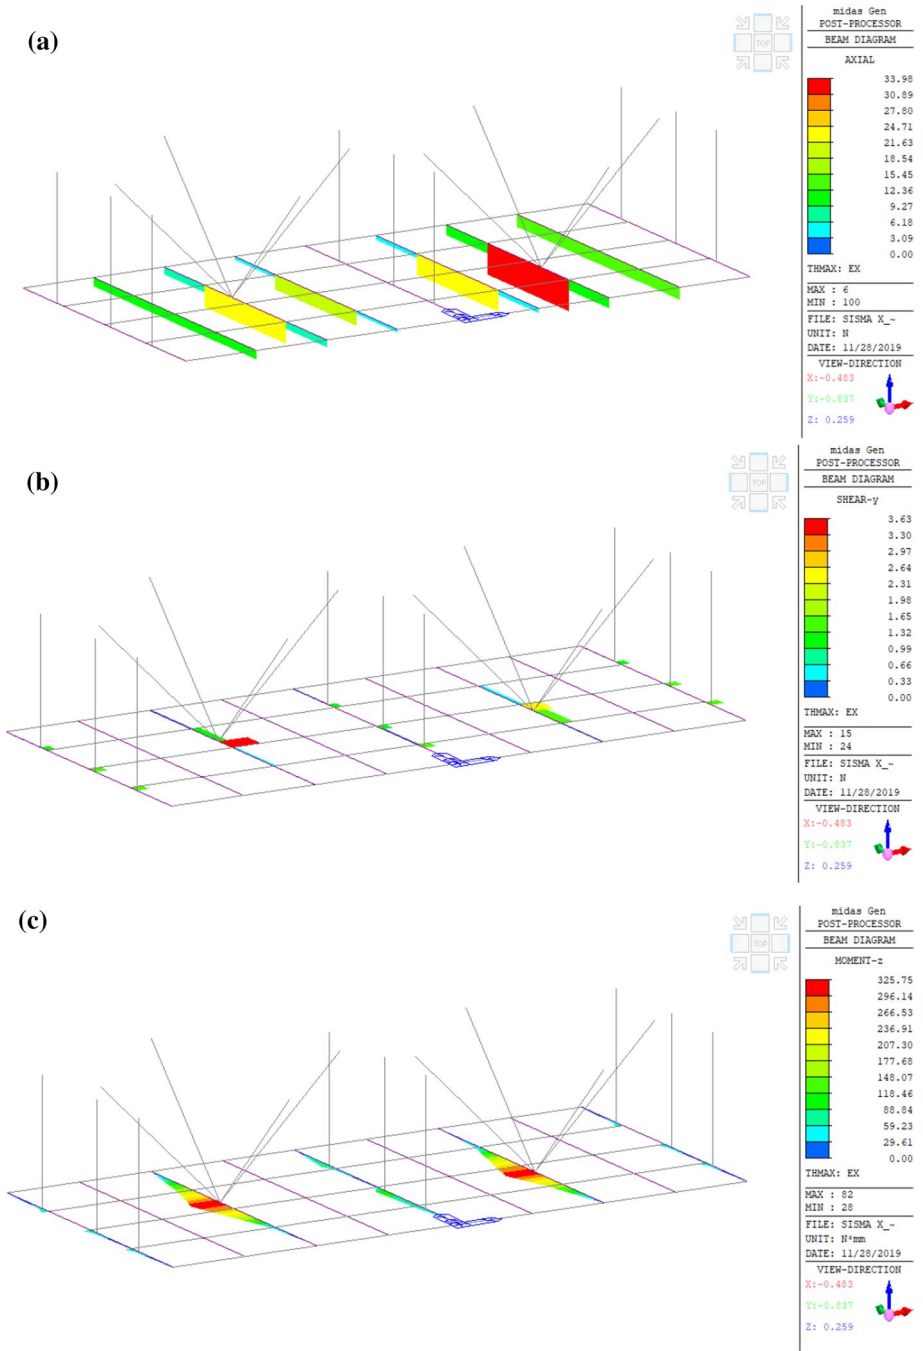 (a)
TOP
midas Gen
POST-PROCESSOR
BEAM DIAGRAM
AXIAL
33.98
30.89
27.80
24.71
21.63
18.54
15.45
12.36
9.27
6.18
3.09
0.00
THMAX: EX
MAX : 6
MIN : 100
FILE: SISMA X_~
UNIT: N
DATE: 11/28/2019
VIEW-DIRECTION
X:-0.483
Y:-0.837
Z: 0.259
(b)
TOP
midas Gen
POST-PROCESSOR
BEAM DIAGRAM
SHEAR-y
3.63
3.30
2.97
2.64
2.31
1.98
1.65
1.32
0.99
0.66
0.33
0.00
THMAX: EX
MAX : 15
MIN : 24
FILE: SISMA X_~
UNIT: N
DATE: 11/28/2019
VIEW-DIRECTION
X:-0.483
Y:-0.837
Z: 0.259
(c)
TOP
midas Gen
POST-PROCESSOR
BEAM DIAGRAM
MOMENT-z
325.75
296.14
266.53
236.91
207.30
177.68
148.07
118.46
88.84
59.23
29.61
0.00
THMAX: EX
MAX : 82
MIN : 28
FILE: SISMA X_~
UNIT: N*mm
DATE: 11/28/2019
VIEW-DIRECTION
X:-0.483
Y:-0.837
Z: 0.259